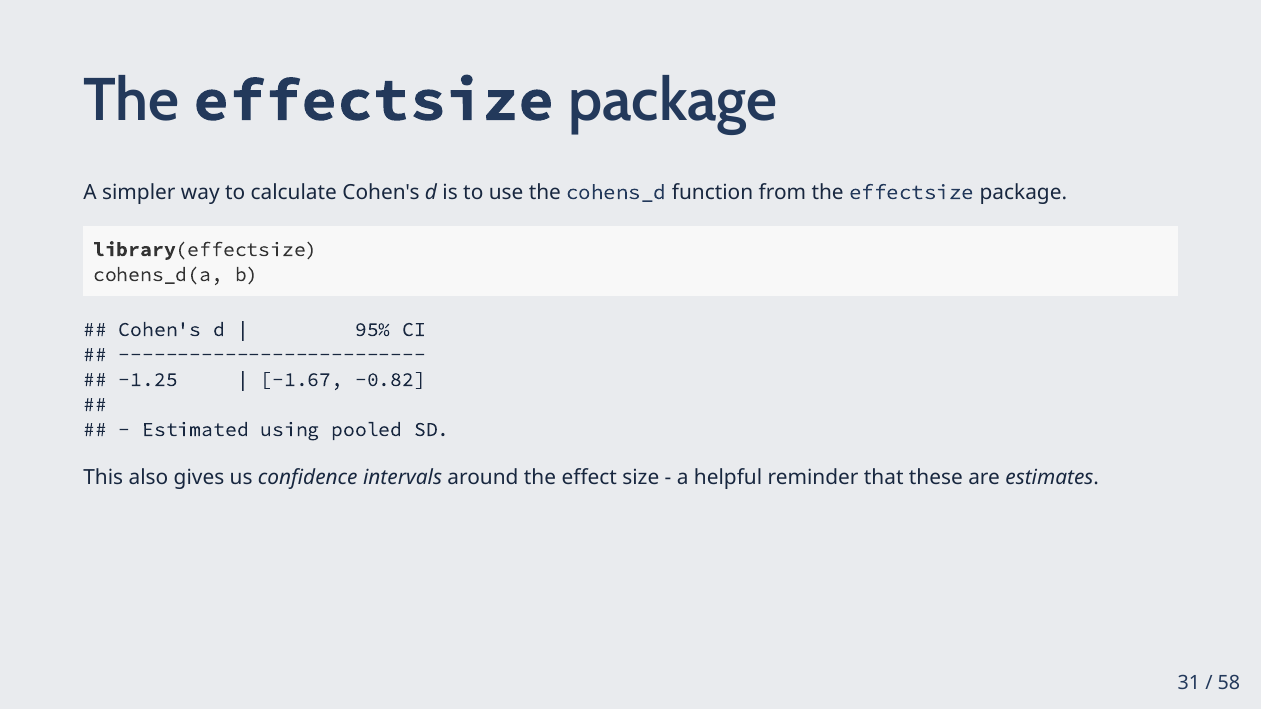 The effectsize package
A simpler way to calculate Cohen's d is to use the cohens_d function from the effectsize package.
library(effectsize)
cohens_d(a, b)
## Cohen's d |         95% CI
## --------------------------
## -1.25     | [-1.67, -0.82]
##
## - Estimated using pooled SD.
This also gives us confidence intervals around the effect size - a helpful reminder that these are estimates.
31 / 58